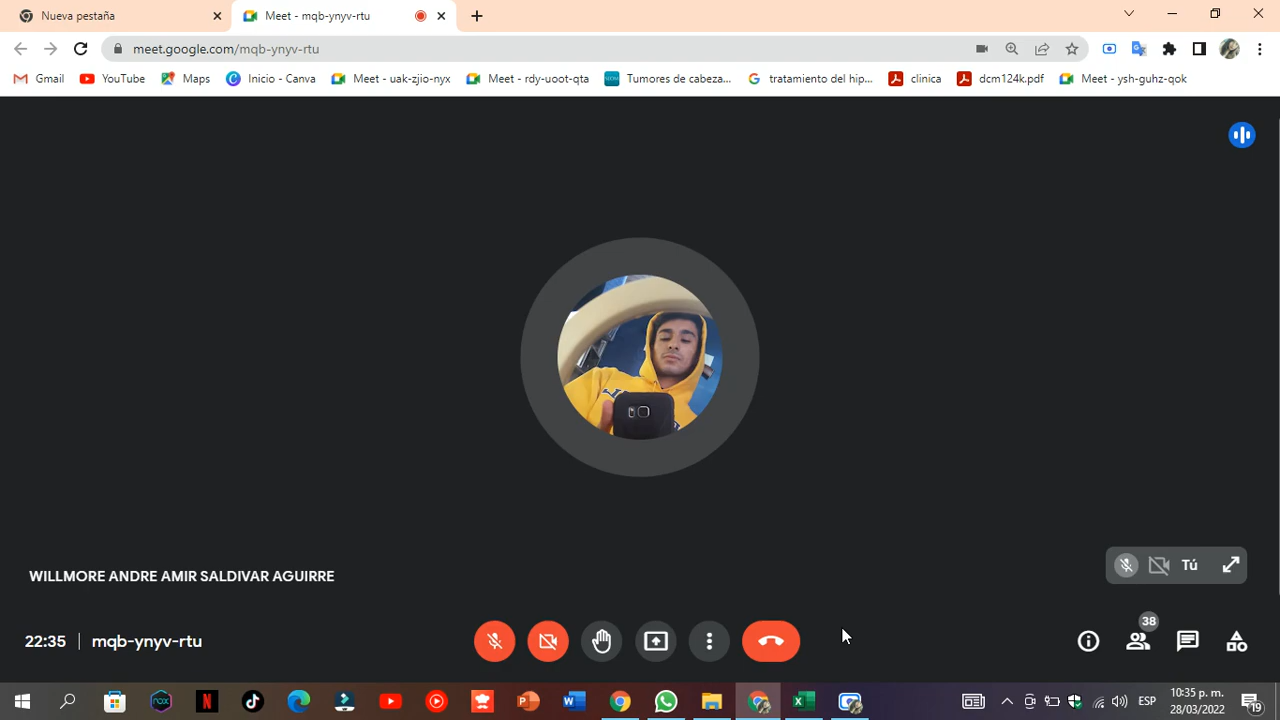 Nueva pestaña
Meet - mqb-ynyv-rtu
meet.google.com/mqb-ynyv-rtu
Gmail
YouTube
Maps
Inicio - Canva
Meet - uak-zjio-nyx
Meet - rdy-uoot-qta
Tumores de cabeza...
tratamiento del hip...
clinica
dcm124k.pdf
Meet - ysh-guhz-qok
WILLMORE ANDRE AMIR SALDIVAR AGUIRRE
Tú
22:35
mqb-ynyv-rtu
38
ESP
10:35 p. m.
28/03/2022
19